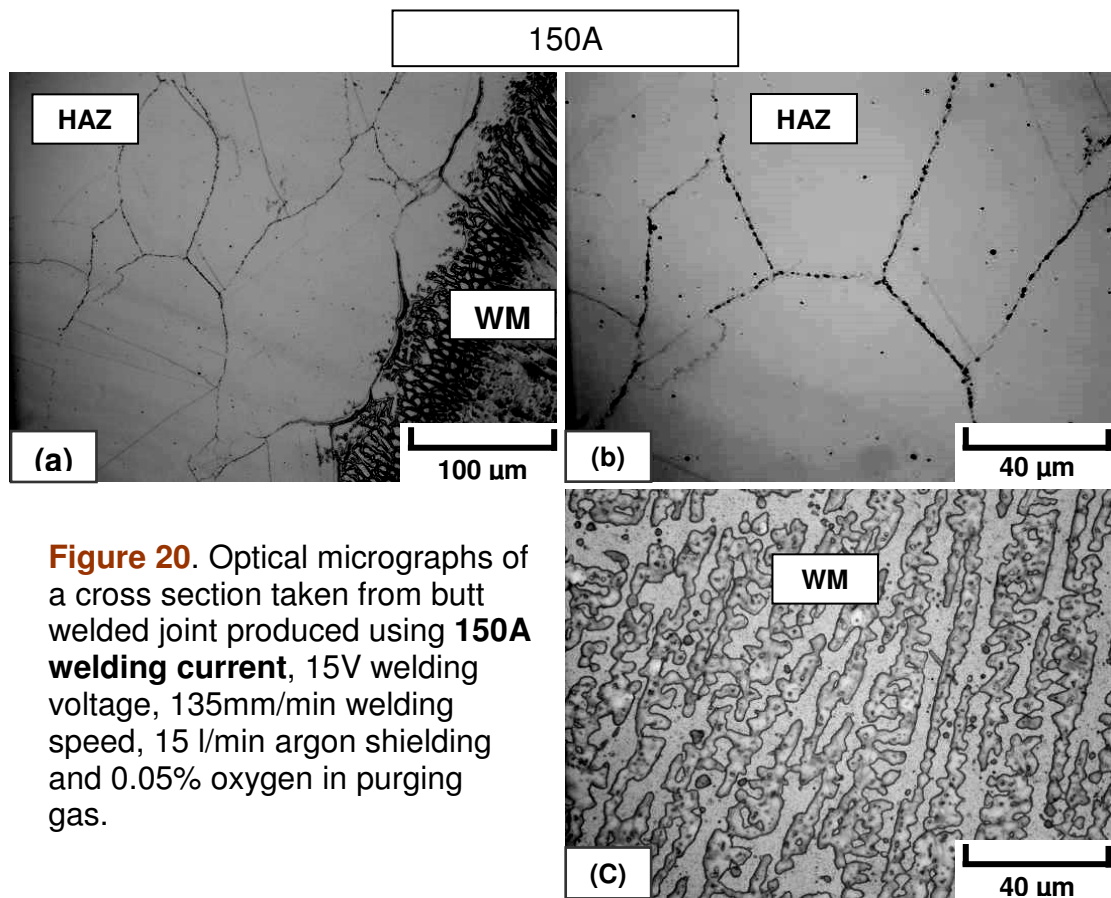 150A
HAZ
WM
(a)
100 µm
HAZ
(b)
40 µm
Figure 20. Optical micrographs of
a cross section taken from butt
welded joint produced using 150A
welding current, 15V welding
voltage, 135mm/min welding
speed, 15 l/min argon shielding
and 0.05% oxygen in purging
gas.
WM
(C)
40 µm